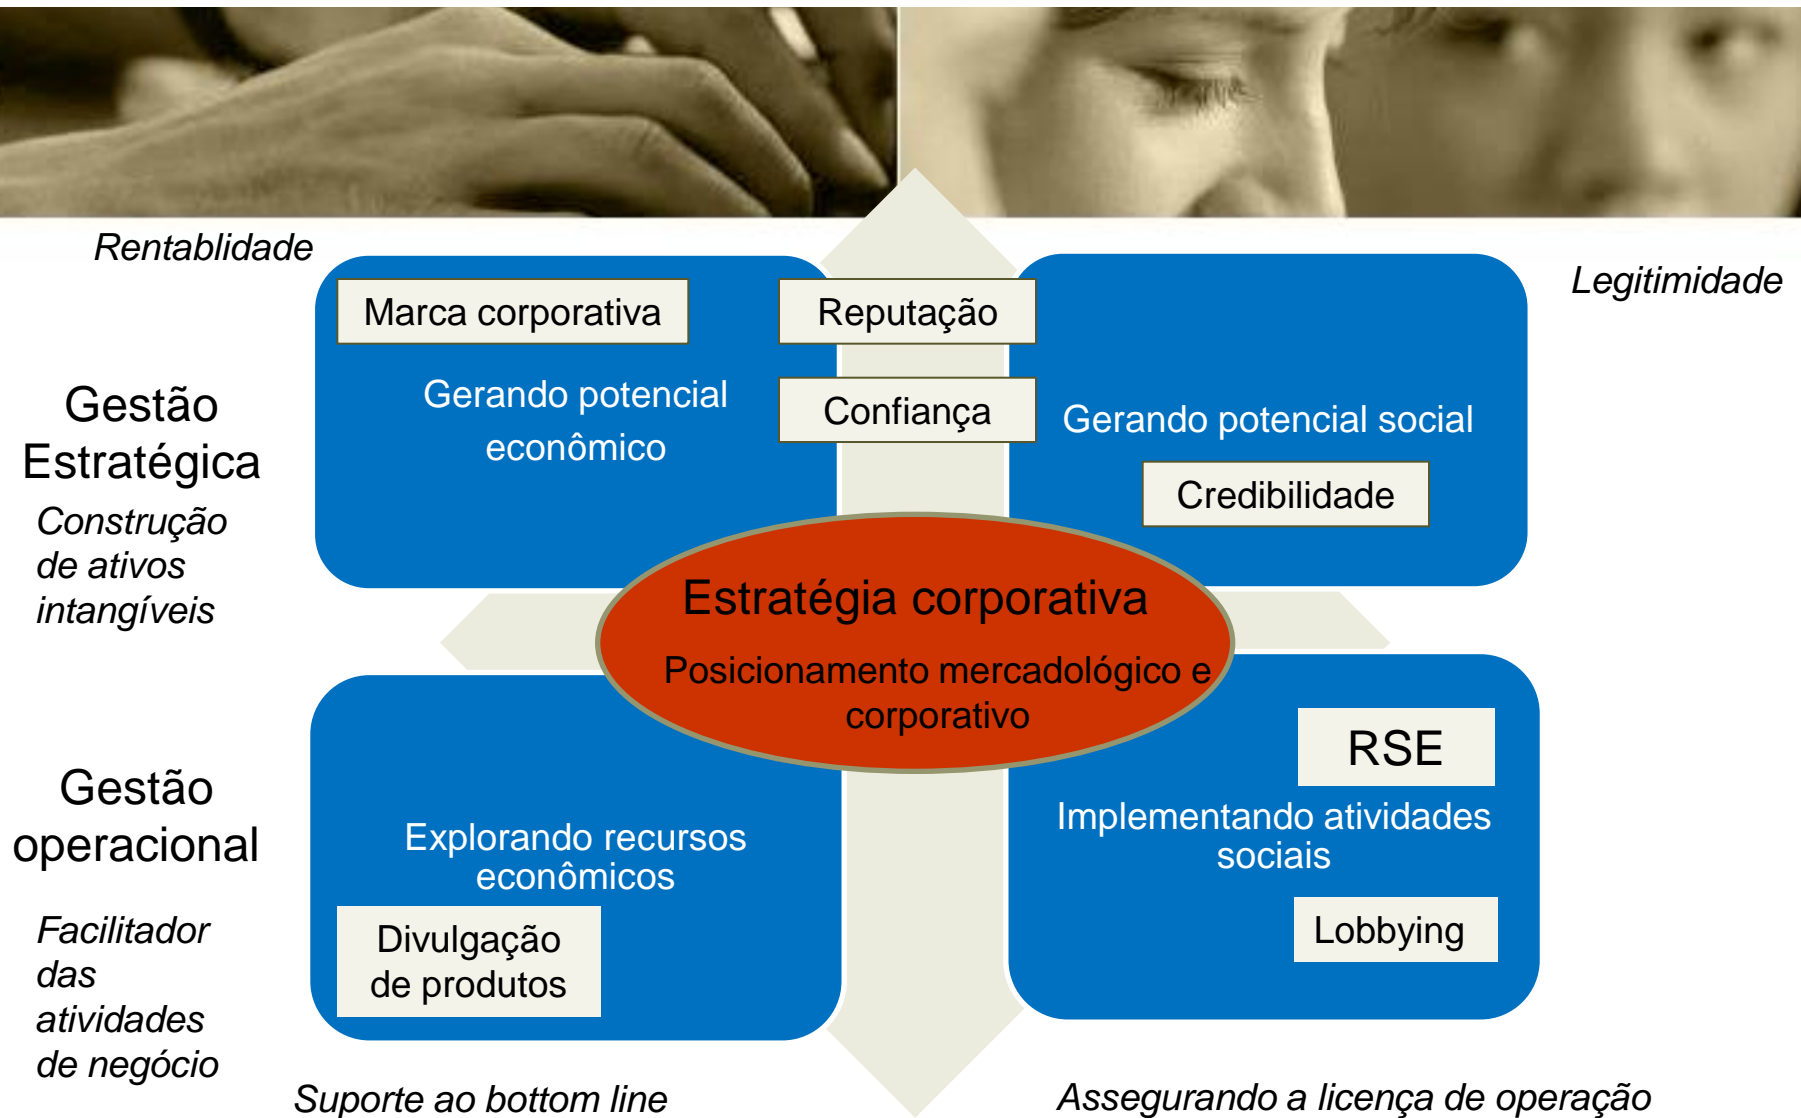 Rentablidade
Legitimidade
Marca corporativa
Reputação
Gerando potencial
econômico
Confiança
Gerando potencial social
Credibilidade
Gestão
Estratégica
Construção
de ativos
intangíveis
Estratégia corporativa
Posicionamento mercadológico e
corporativo
Gestão
operacional
Facilitador
das
atividades
de negócio
Explorando recursos
econômicos
Divulgação
de produtos
RSE
Implementando atividades
sociais
Lobbying
Suporte ao bottom line
Assegurando a licença de operação